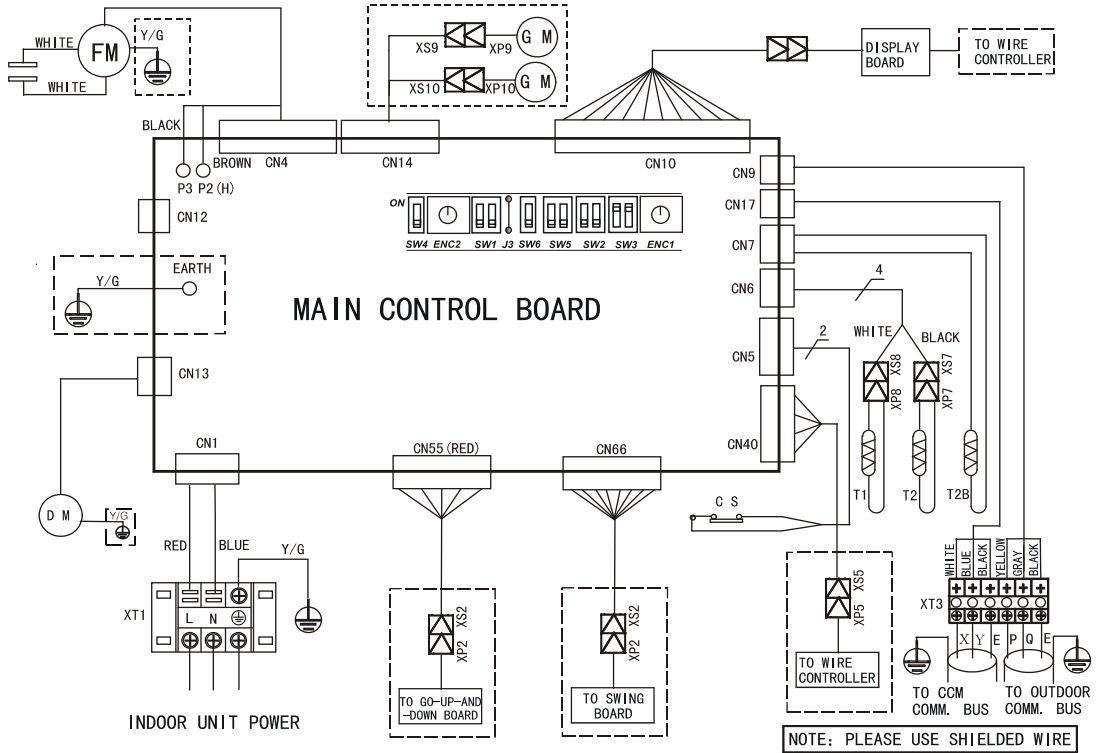 WHITE
FM
Y/G
WHITE
XS9
XP9
G M
XS10
XP10
G M
DISPLAY
BOARD
TO WIRE
CONTROLLER
BLACK
BROWN
CN4
CN14
CN10
P3 P2(H)
CN12
ON
SW4 ENC2 SW1 J3 SW6 SW5 SW2 SW3 ENC1
CN9
CN17
CN7
CN6
CN5
CN40
EARTH
Y/G
MAIN CONTROL BOARD
4
WHITE
BLACK
2
XS8
XP8
XS7
XP7
CN13
CN1
CN55(RED)
CN66
T1
T2
T2B
C S
D M
Y/G
RED
BLUE
Y/G
XT1
L N
XS2
XP2
XS2
XP2
XS5
XP5
WHITE
BLUE
BLACK
YELLOW
GRAY
BLACK
XT3
X Y E P Q E
TO GO-UP-AND
-DOWN BOARD
TO SWING
BOARD
TO WIRE
CONTROLLER
TO CCM
COMM. BUS
TO OUTDOOR
COMM. BUS
INDOOR UNIT POWER
NOTE: PLEASE USE SHIELDED WIRE